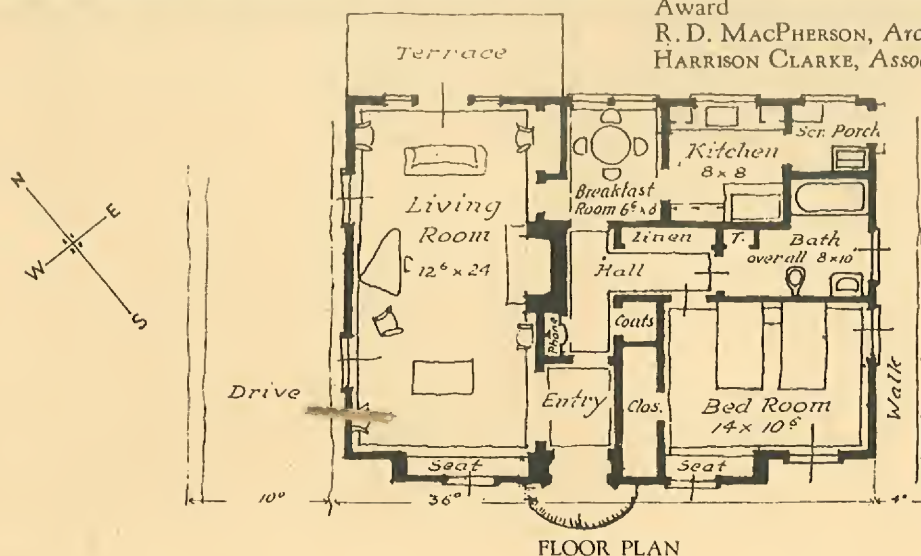 Award
R. D. MACPHERSON, Arc
HARRISON CLARKE, Assoc
Terrace
Scr. Porch
Kitchen
8 x 8
Breakfast
Room 6⁶ x 8
Living
Room
12⁶ x 24
Linen
T.
Bath
overall 8 x 10
Hall
Coats
Phone
N
E
W
S
Drive
Entry
Clos.
Bed Room
14 x 10⁶
Walk
Seat
Seat
10⁰
36⁰
4⁰
FLOOR PLAN